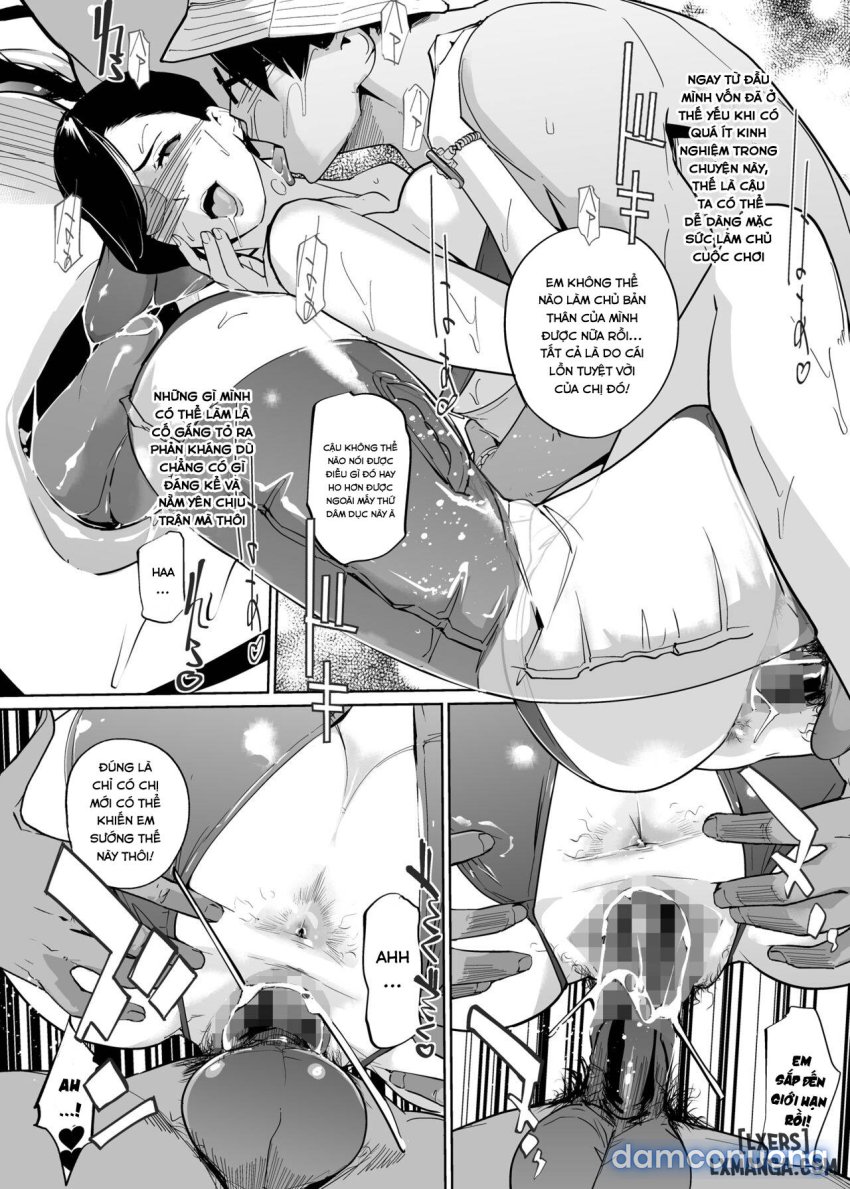 NGAY TỪ ĐẦU
MÌNH VỐN ĐÃ Ở
THẾ YẾU KHI CÓ
QUÁ ÍT KINH
NGHIỆM TRONG
CHUYỆN NÀY,
THẾ LÀ CẬU
TA CÓ THỂ
DỄ DÀNG MẶC
SỨC LÀM CHỦ
CUỘC CHƠI
EM KHÔNG THỂ
NÀO LÀM CHỦ BẢN
THÂN CỦA MÌNH
ĐƯỢC NỮA RỒI...
TẤT CẢ LÀ DO CÁI
LỒN TUYỆT VỜI
CỦA CHỊ ĐÓ!
CẬU KHÔNG THỂ
NÀO NÓI ĐƯỢC
ĐIỀU GÌ ĐÓ HAY
HO HƠN ĐƯỢC
NGOÀI MẤY THỨ
DÂM DỤC NÀY À
NHỮNG GÌ MÌNH
CÓ THỂ LÀM LÀ
CỐ GẮNG TỎ RA
PHẢN KHÁNG DÙ
CHẲNG CÓ GÌ
ĐÁNG KỂ VÀ
NẰM YÊN CHỊU
TRẬN MÀ THÔI
HAA
...
ĐÚNG LÀ
CHỈ CÓ CHỊ
MỚI CÓ THỂ
KHIẾN EM
SƯỚNG THẾ
NÀY THÔI!
AHH
...
AH
...!
EM
SẮP ĐẾN
GIỚI HẠN
RỒI!
[LXERS]
damconuong
LXMANGA.COM